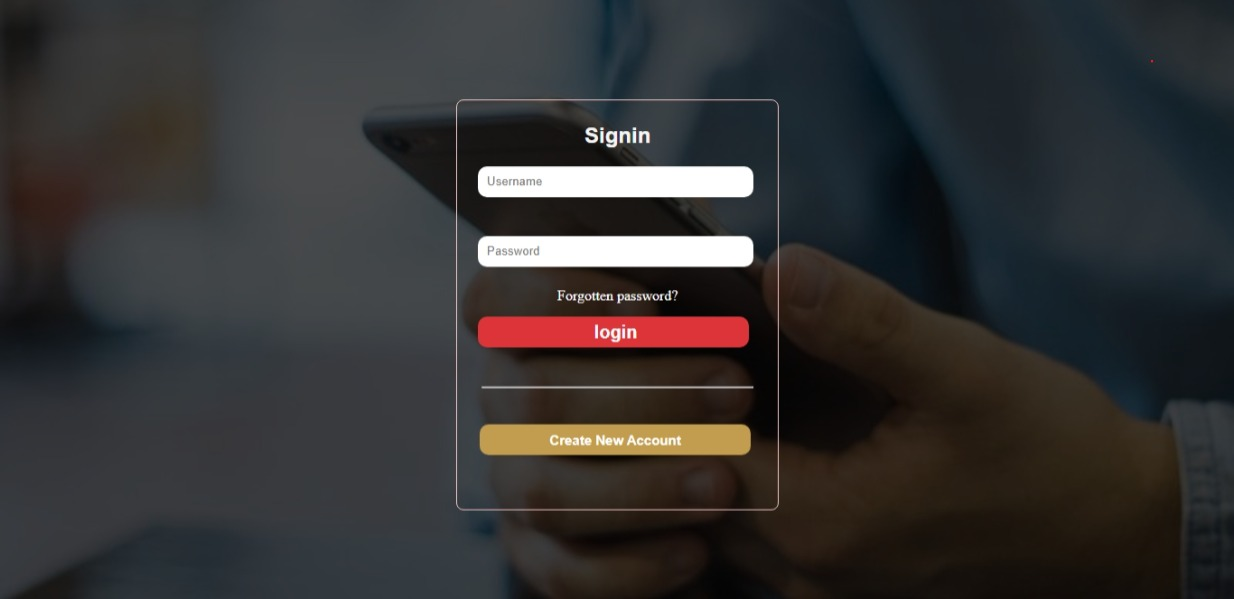 Signin
Username
Password
Forgotten password?
login
Create New Account